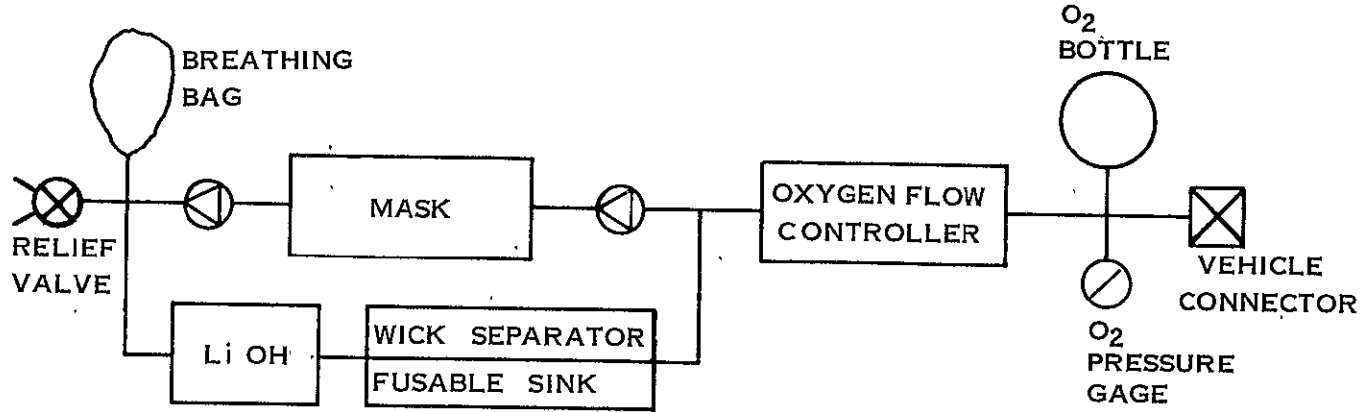 O2
BOTTLE
BREATHING
BAG
MASK
OXYGEN FLOW
CONTROLLER
RELIEF
VALVE
VEHICLE
CONNECTOR
Li OH
WICK SEPARATOR
FUSABLE SINK
O2
PRESSURE
GAGE